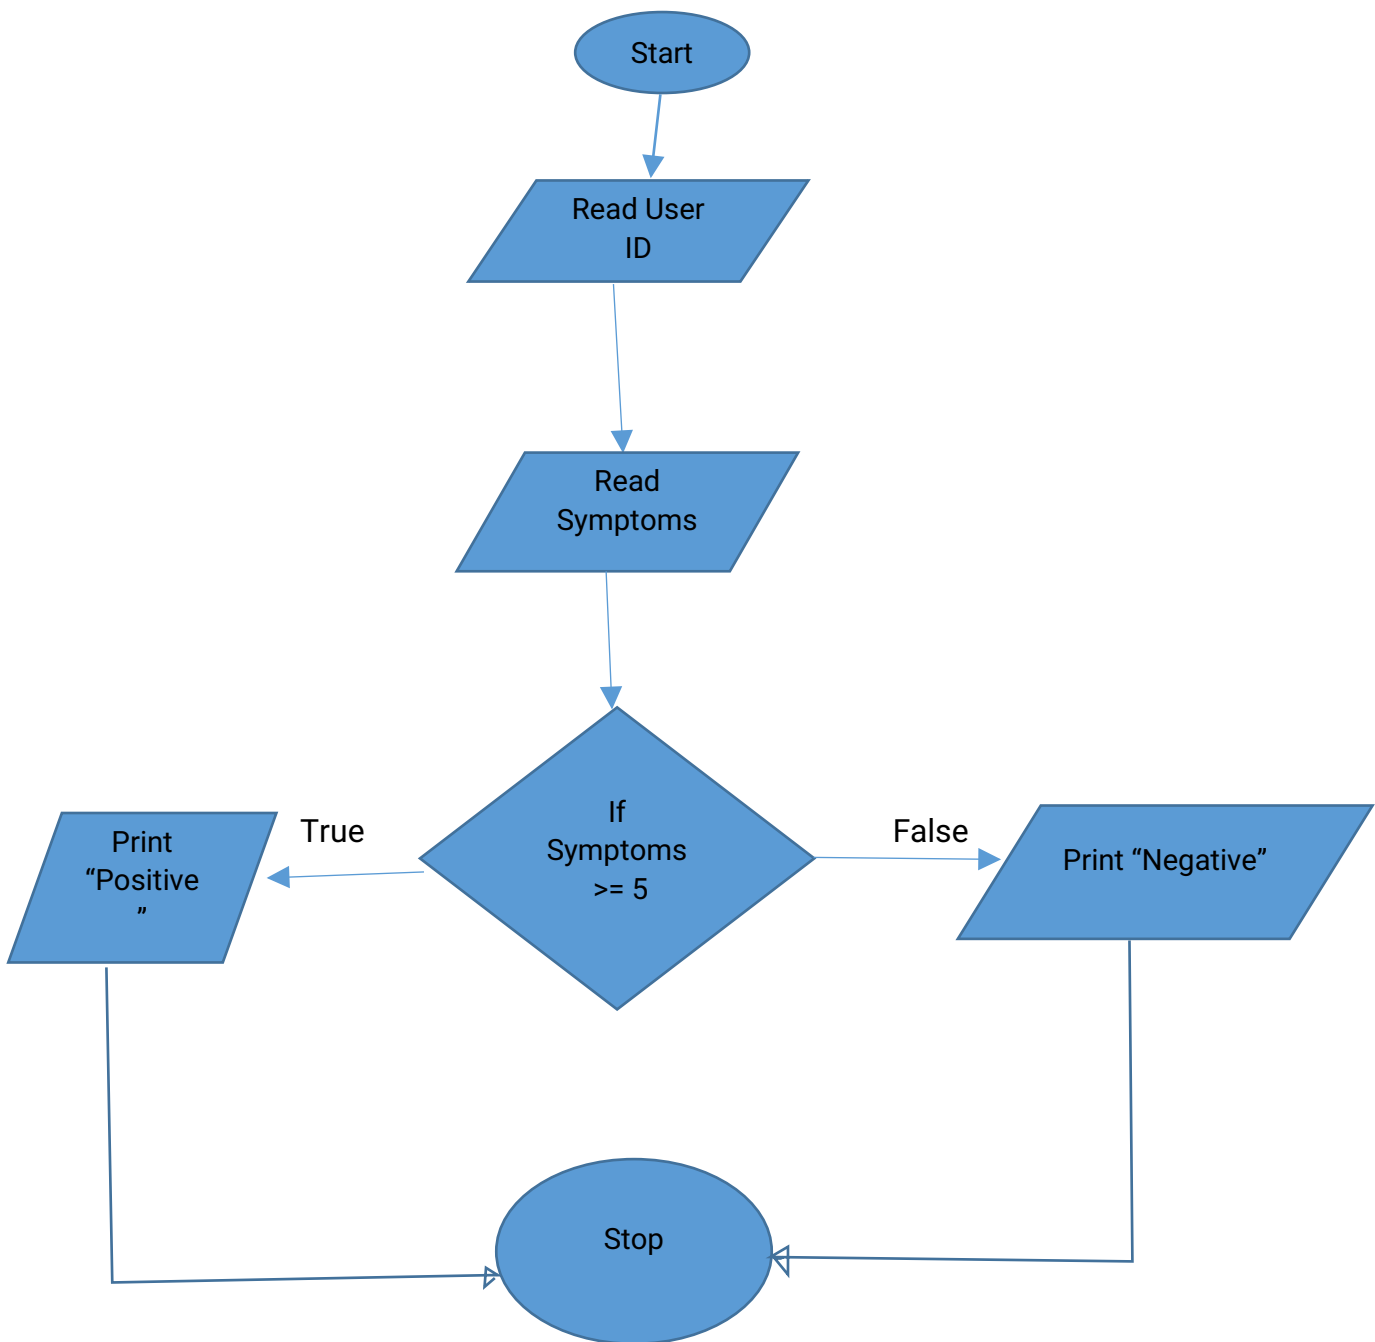 Start
Read User
ID
Read
Symptoms
If
Symptoms
>= 5
True
False
Print
“Positive
”
Print “Negative”
Stop